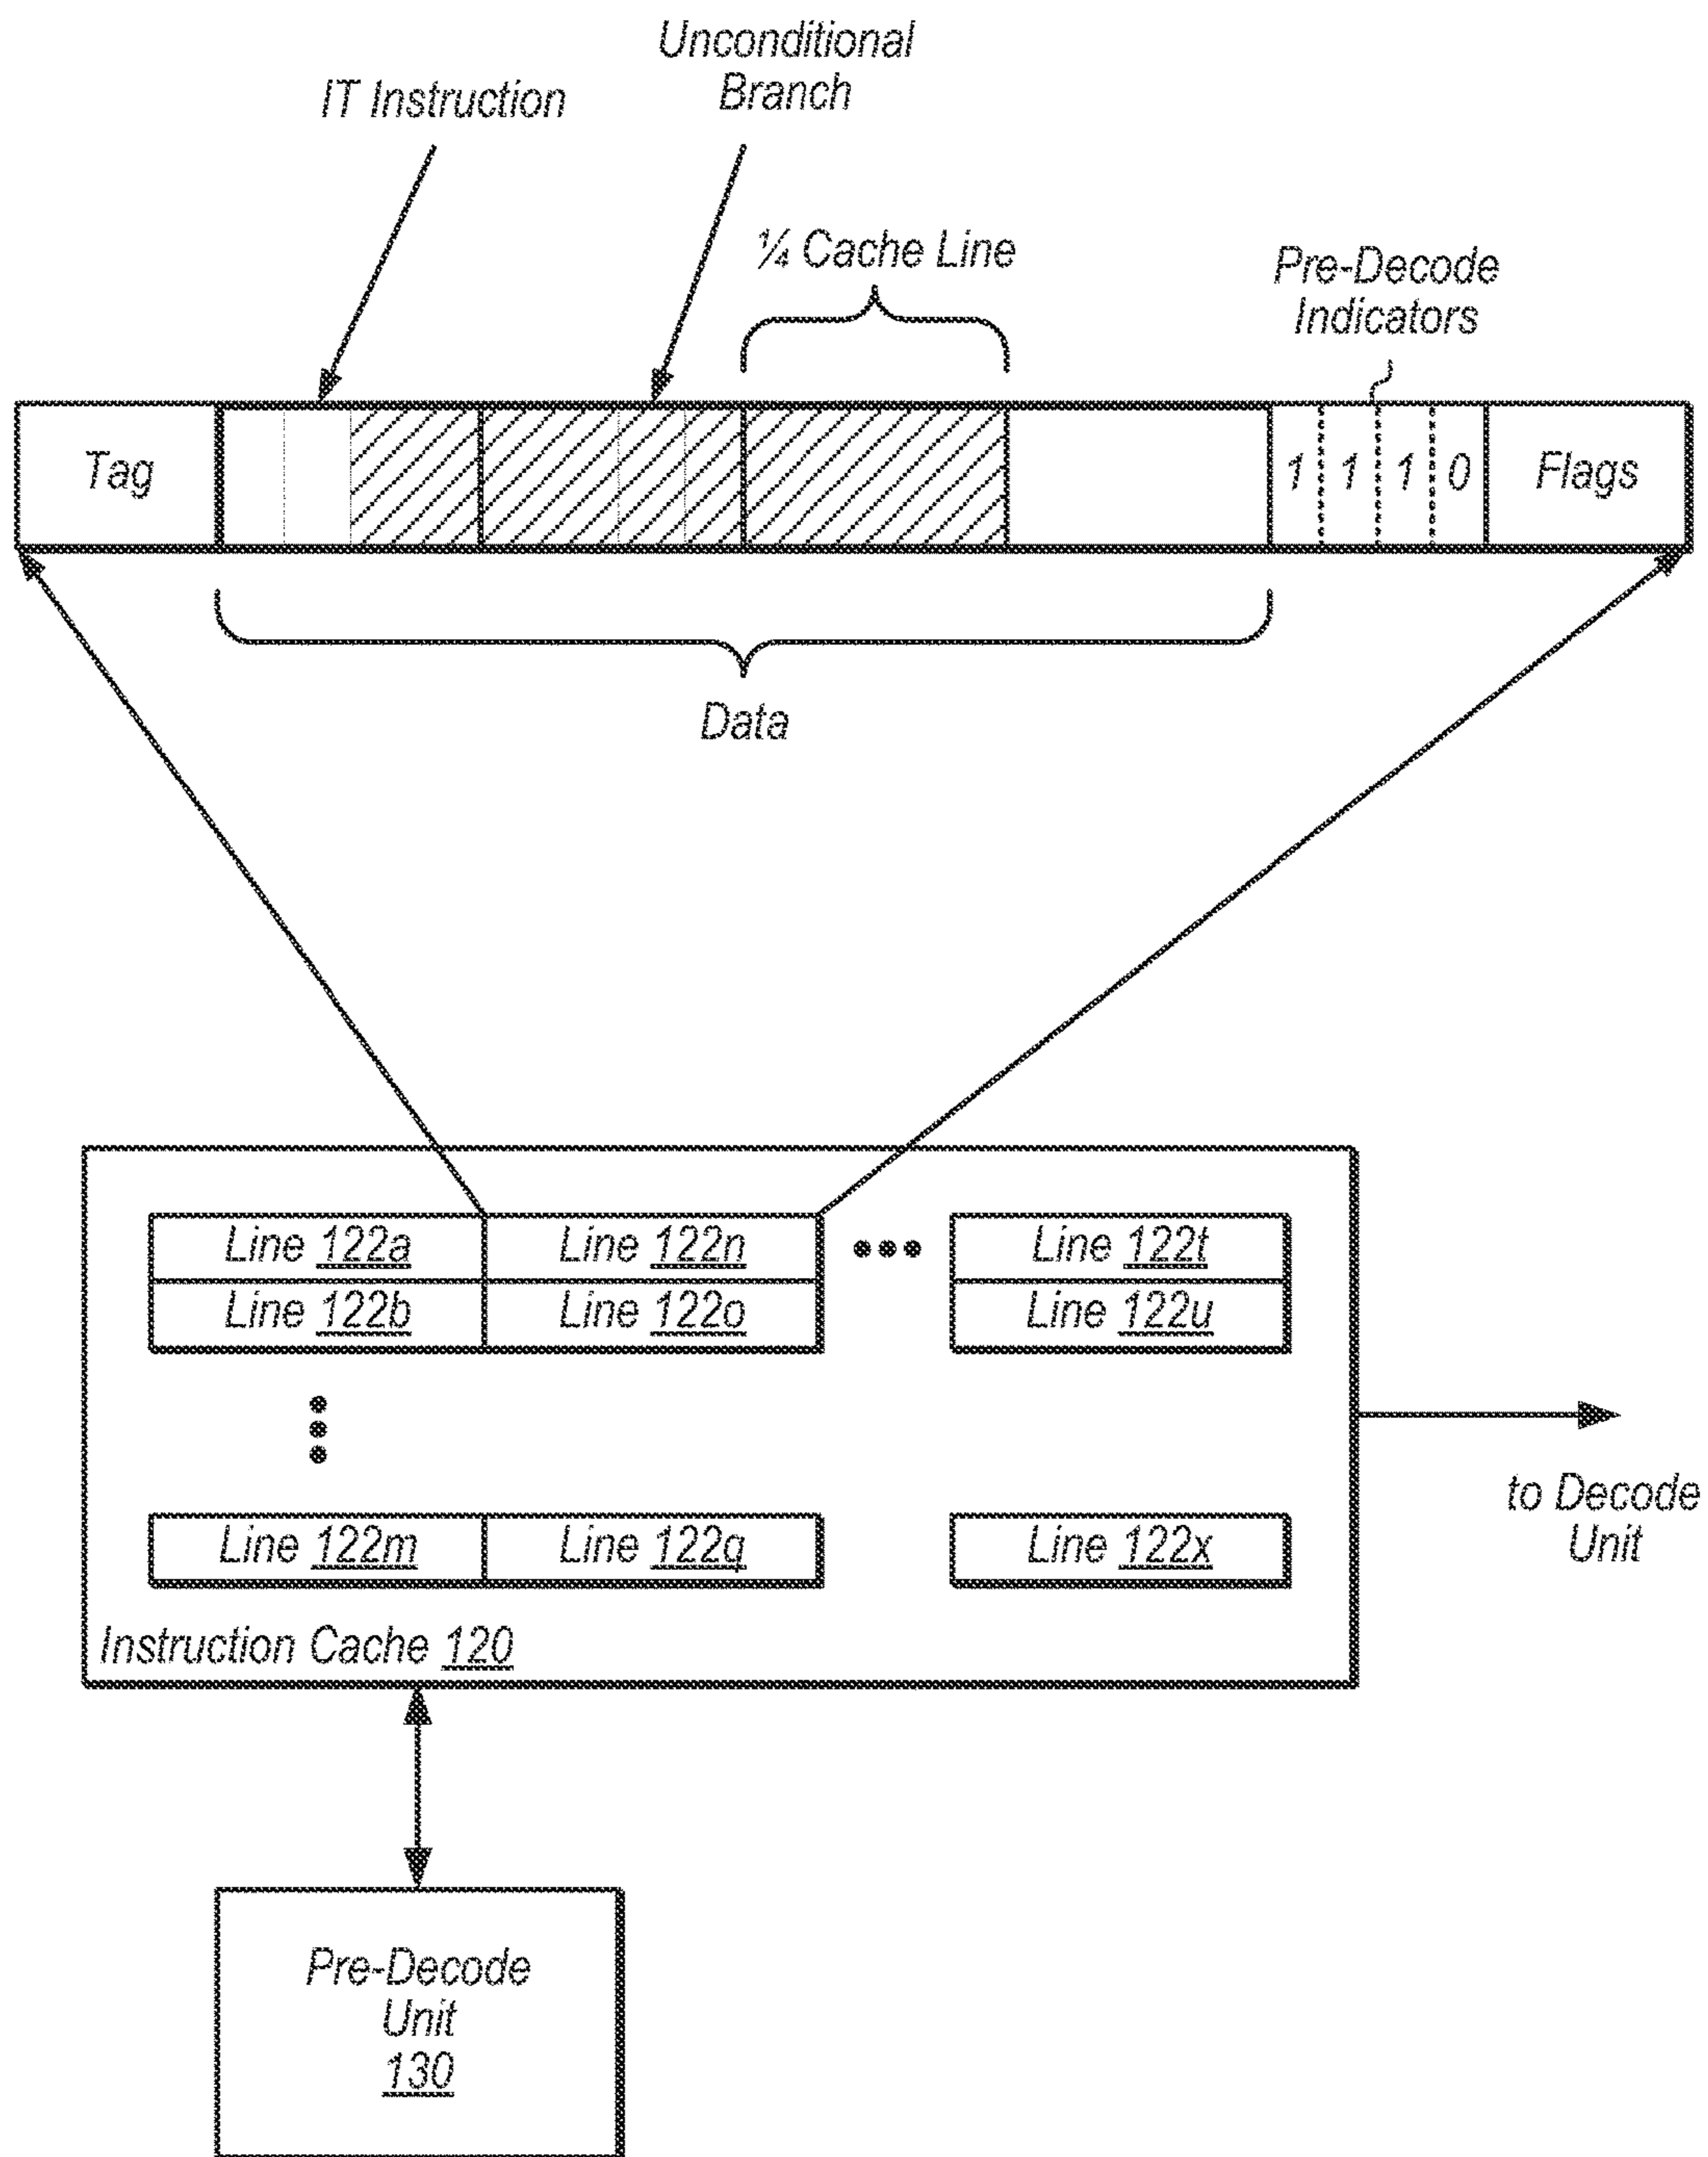 Unconditional
Branch
IT Instruction
¼ Cache Line
Pre-Decode
Indicators
Tag
1 1 1 0
Flags
Data
Line 122a
Line 122n
Line 122t
Line 122b
Line 122o
Line 122u
Line 122m
Line 122q
Line 122x
to Decode
Unit
Instruction Cache 120
Pre-Decode
Unit
130